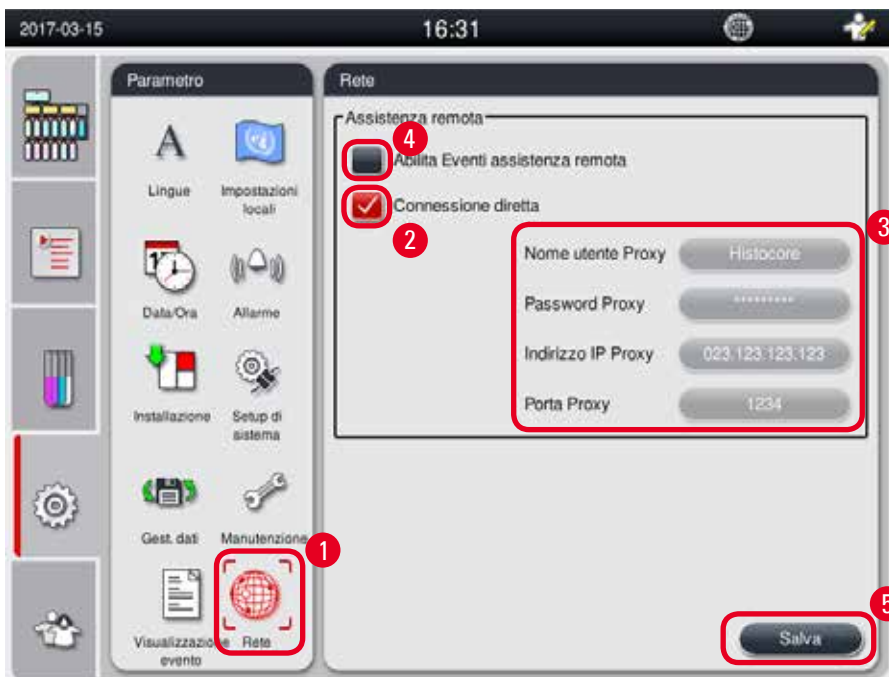 2017-03-15
16:31
Parametro
Lingue
Impostazioni
locali
Data/Ora
Allarme
Installazione
Setup di
sistema
Gest. dati
Manutenzione
1
Visualizzazione
evento
Rete
Rete
Assistenza remota
4
Abilita Eventi assistenza remota
Connessione diretta
2
3
Nome utente Proxy
Histocore
Password Proxy
*********
Indirizzo IP Proxy
023.123.123.123
Porta Proxy
1234
5
Salva